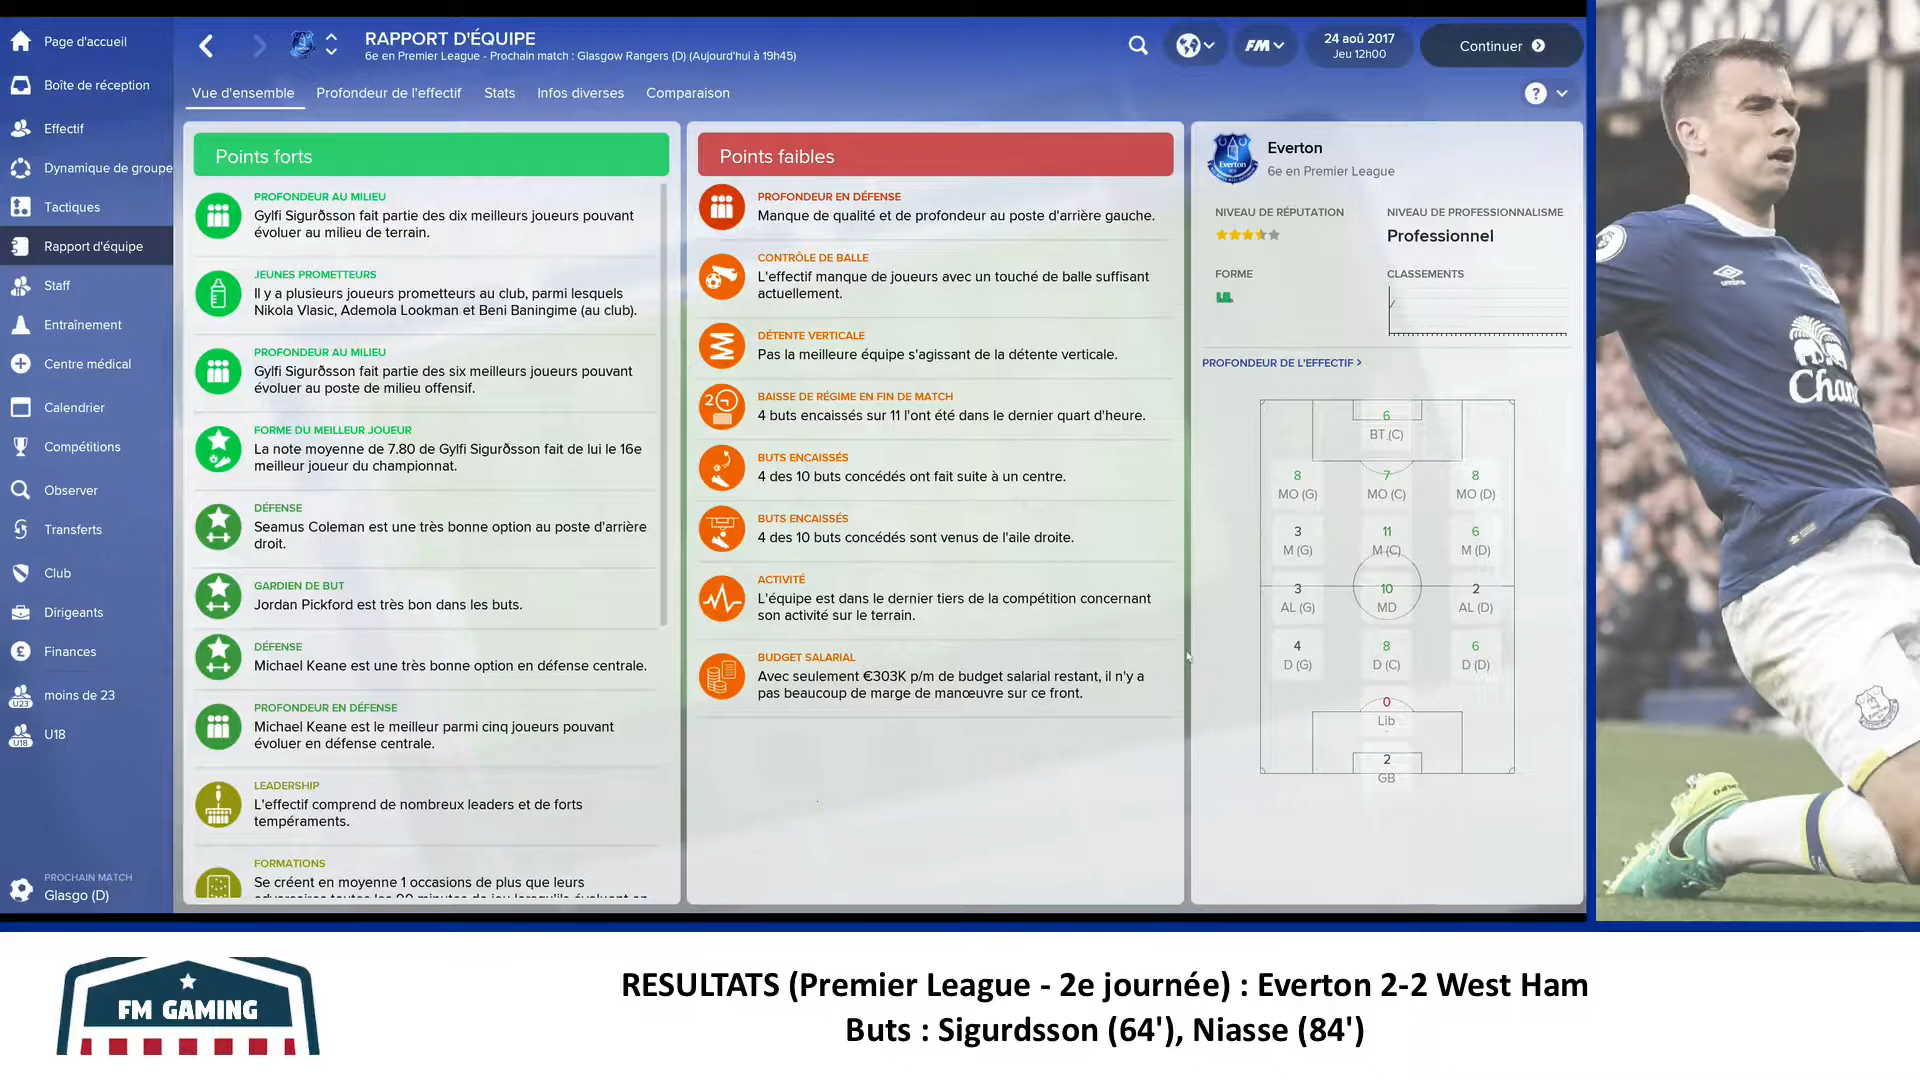 Page d'accueil
Boîte de réception
Effectif
Dynamique de groupe
Tactiques
Rapport d'équipe
Staff
Entraînement
Centre médical
Calendrier
Compétitions
Observer
Transferts
Club
Dirigeants
Finances
U23
moins de 23
U18
U18
PROCHAIN MATCH
Glasgo (D)
RAPPORT D'ÉQUIPE
6e en Premier League - Prochain match : Glasgow Rangers (D) (Aujourd'hui à 19h45)
FM
24 aoû 2017
Jeu 12h00
Continuer
Vue d'ensemble
Profondeur de l'effectif
Stats
Infos diverses
Comparaison
?
Points forts
PROFONDEUR AU MILIEU
Gylfi Sigurðsson fait partie des dix meilleurs joueurs pouvant
évoluer au milieu de terrain.
JEUNES PROMETTEURS
Il y a plusieurs joueurs prometteurs au club, parmi lesquels
Nikola Vlasic, Ademola Lookman et Beni Baningime (au club).
PROFONDEUR AU MILIEU
Gylfi Sigurðsson fait partie des six meilleurs joueurs pouvant
évoluer au poste de milieu offensif.
FORME DU MEILLEUR JOUEUR
La note moyenne de 7.80 de Gylfi Sigurðsson fait de lui le 16e
meilleur joueur du championnat.
DÉFENSE
Seamus Coleman est une très bonne option au poste d'arrière
droit.
GARDIEN DE BUT
Jordan Pickford est très bon dans les buts.
DÉFENSE
Michael Keane est une très bonne option en défense centrale.
PROFONDEUR EN DÉFENSE
Michael Keane est le meilleur parmi cinq joueurs pouvant
évoluer en défense centrale.
LEADERSHIP
L'effectif comprend de nombreux leaders et de forts
tempéraments.
FORMATIONS
Se créent en moyenne 1 occasions de plus que leurs
Points faibles
PROFONDEUR EN DÉFENSE
Manque de qualité et de profondeur au poste d'arrière gauche.
CONTRÔLE DE BALLE
L'effectif manque de joueurs avec un touché de balle suffisant
actuellement.
DÉTENTE VERTICALE
Pas la meilleure équipe s'agissant de la détente verticale.
BAISSE DE RÉGIME EN FIN DE MATCH
4 buts encaissés sur 11 l'ont été dans le dernier quart d'heure.
BUTS ENCAISSÉS
4 des 10 buts concédés ont fait suite à un centre.
BUTS ENCAISSÉS
4 des 10 buts concédés sont venus de l'aile droite.
ACTIVITÉ
L'équipe est dans le dernier tiers de la compétition concernant
son activité sur le terrain.
BUDGET SALARIAL
Avec seulement €303K p/m de budget salarial restant, il n'y a
pas beaucoup de marge de manœuvre sur ce front.
Everton
Everton
6e en Premier League
NIVEAU DE RÉPUTATION
NIVEAU DE PROFESSIONNALISME
Professionnel
FORME
CLASSEMENTS
PROFONDEUR DE L'EFFECTIF >
6
BT (C)
8 7 8
MO (G) MO (C) MO (D)
3 11 6
M (G) M (C) M (D)
3 10 2
AL (G) MD AL (D)
4 8 6
D (G) D (C) D (D)
0
Lib
2
GB
umbro
Chan
FM GAMING
RESULTATS (Premier League - 2e journée) : Everton 2-2 West Ham
Buts : Sigurdsson (64'), Niasse (84')